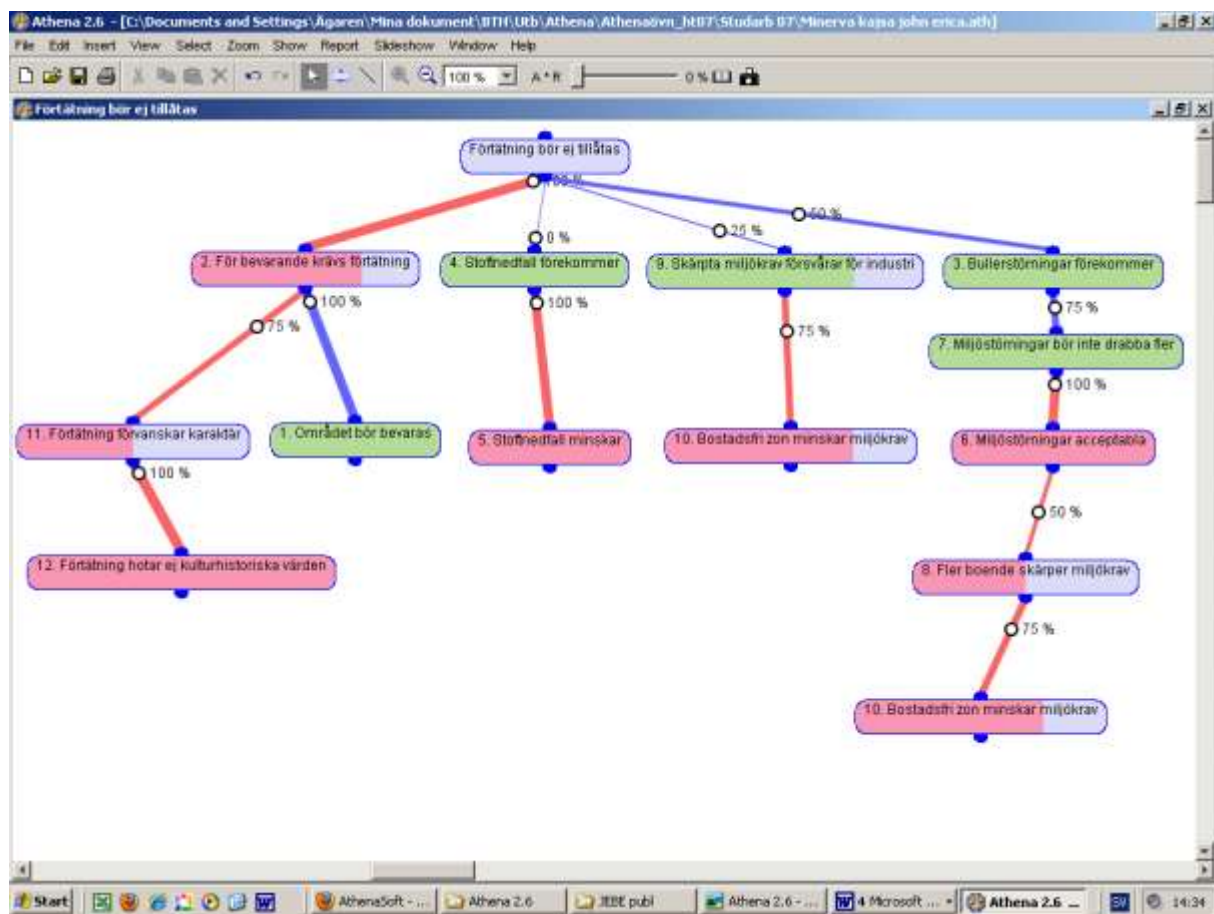 Athena 2.6 - [C:\Documents and Settings\Ägaren\Mina dokument\BTH\Utb\Athena\Athenaövn_ht07\Studarb 07\Minerva kajsa john erica.ath]
File Edit Insert View Select Zoom Show Report Slideshow Window Help
100 % A * R 0 %
Förtätning bör ej tillåtas
Förtätning bör ej tillåtas
100 %
0 %
25 %
50 %
2. För bevarande krävs förtätning
4. Stoftnedfall förekommer
9. Skärpta miljökrav försvårar för industri
3. Bullerstörningar förekommer
75 %
100 %
100 %
75 %
75 %
7. Miljöstörningar bör inte drabba fler
100 %
11. Förtätning förvanskar karaktär
1. Området bör bevaras
5. Stoftnedfall minskar
10. Bostadsfri zon minskar miljökrav
6. Miljöstörningar acceptabla
100 %
50 %
12. Förtätning hotar ej kulturhistoriska värden
8. Fler boende skärper miljökrav
75 %
10. Bostadsfri zon minskar miljökrav
Start AthenaSoft - ... Athena 2.6 JEBE publ Athena 2.6 - ... 4 Microsoft ... Athena 2.6 ... SV 14:34